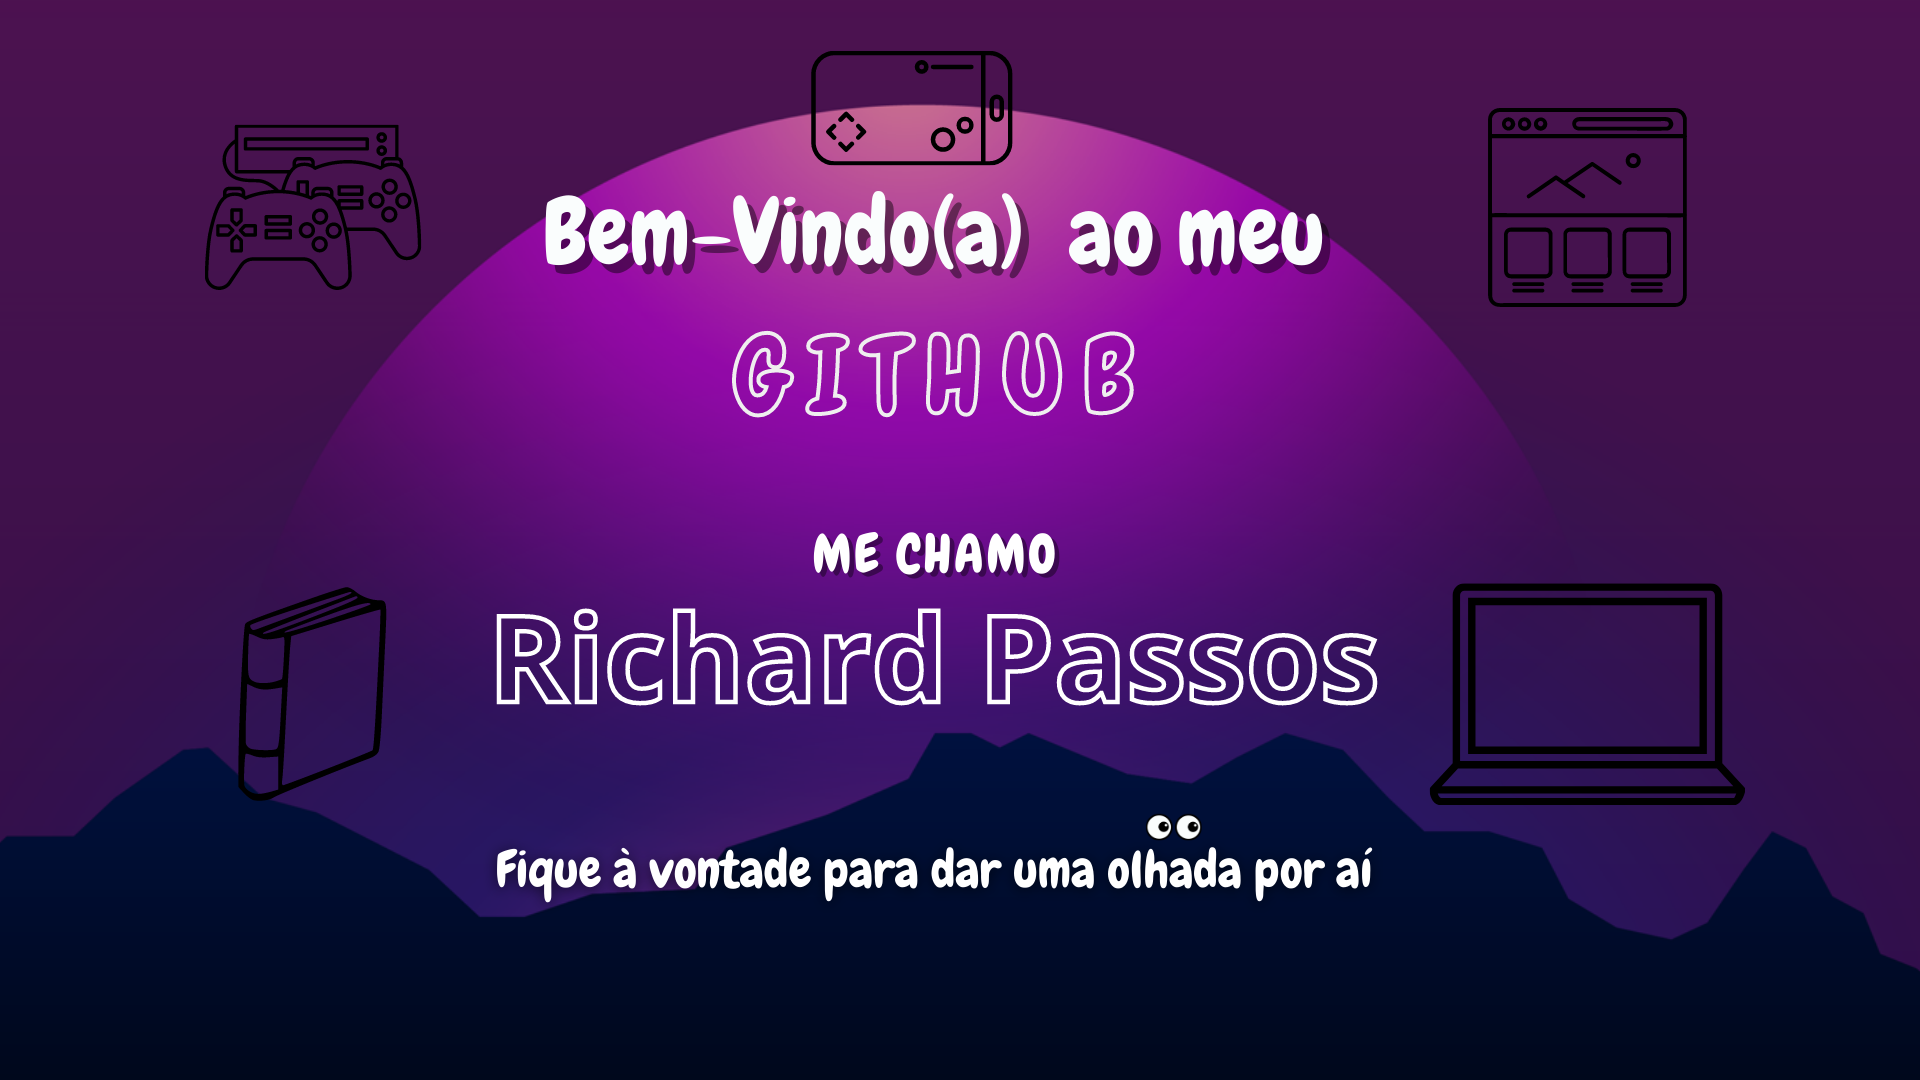 Bem-Vindo(a) ao meu
GITHUB
ME CHAMO
Richard Passos
Fique à vontade para dar uma olhada por aí